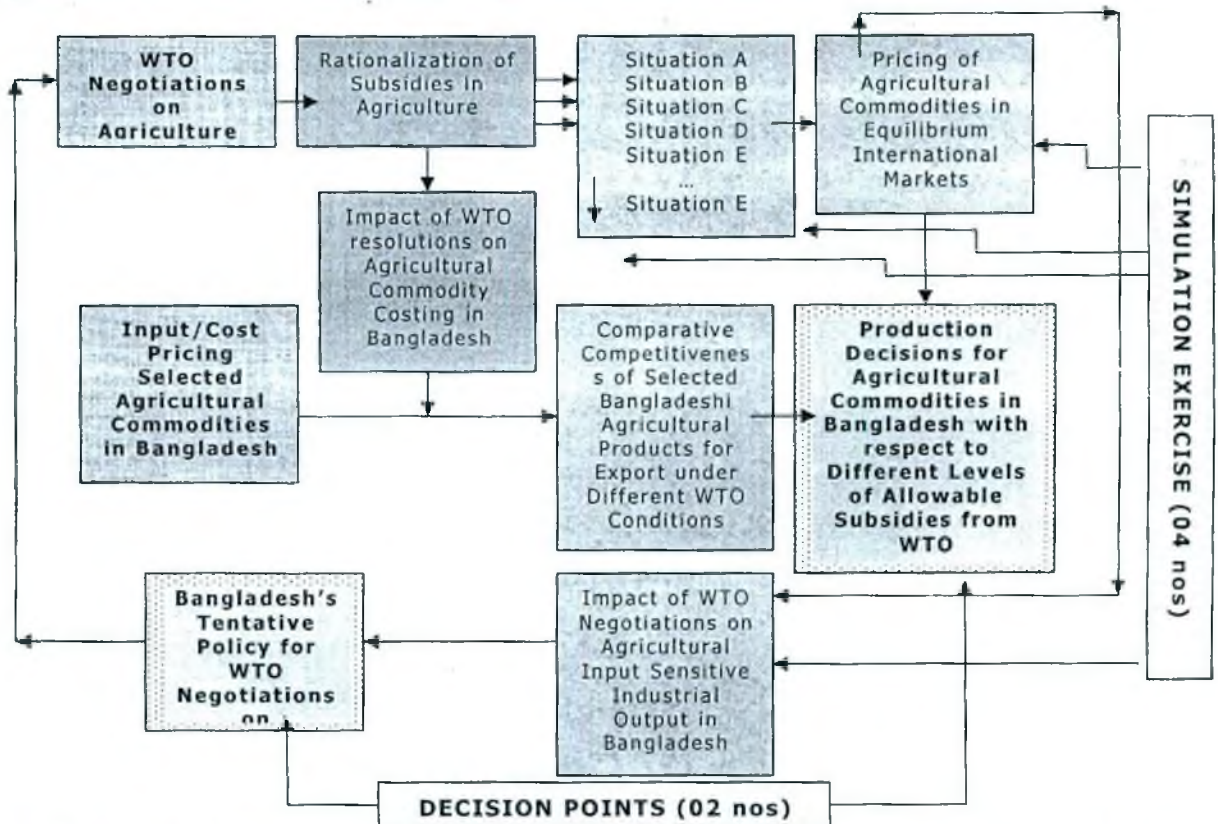 WTO
Negotiations
on
Agriculture
Rationalization of
Subsidies in
Agriculture
Situation A
Situation B
Situation C
Situation D
Situation E
...
Situation E
Pricing of
Agricultural
Commodities in
Equilibrium
International
Markets
Impact of WTO
resolutions on
Agricultural
Commodity
Costing in
Bangladesh
Input/Cost
Pricing
Selected
Agricultural
Commodities
in Bangladesh
Comparative
Competitivenes
s of Selected
Bangladeshi
Agricultural
Products for
Export under
Different WTO
Conditions
Production
Decisions for
Agricultural
Commodities in
Bangladesh with
respect to
Different Levels
of Allowable
Subsidies from
WTO
SIMULATION EXERCISE (04 nos)
Bangladesh's
Tentative
Policy for
WTO
Negotiations
on
Impact of WTO
Negotiations on
Agricultural
Input Sensitive
Industrial
Output in
Bangladesh
DECISION POINTS (02 nos)